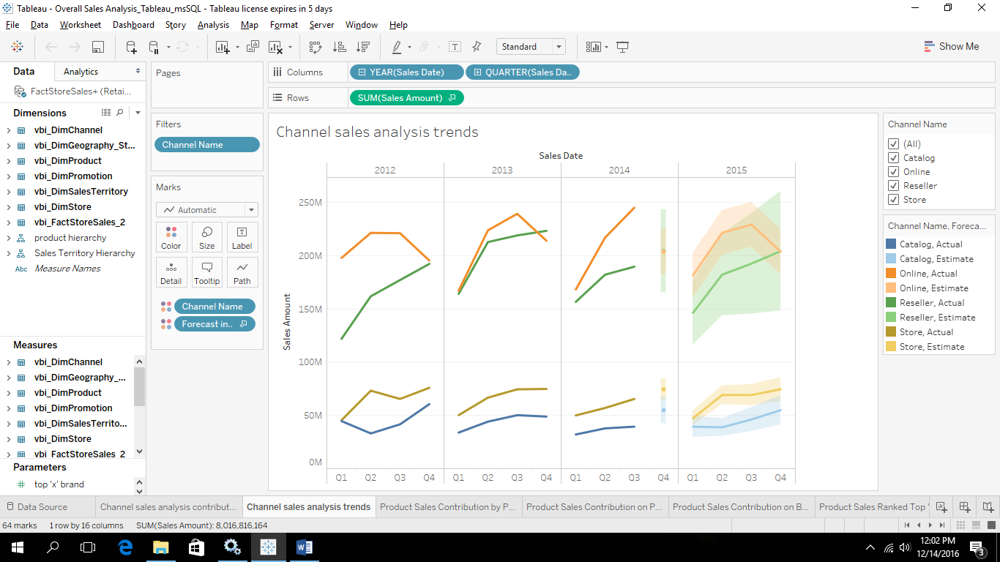 Tableau - Overall Sales Analysis_Tableau_msSQL - Tableau license expires in 5 days
File Data Worksheet Dashboard Story Analysis Map Format Server Window Help
Standard
Show Me
Data Analytics
FactStoreSales+ (Retai...
Dimensions
vbi_DimChannel
vbi_DimGeography_St...
vbi_DimProduct
vbi_DimPromotion
vbi_DimSalesTerritory
vbi_DimStore
vbi_FactStoreSales_2
product hierarchy
Sales Territory Hierarchy
Abc Measure Names
Measures
vbi_DimChannel
vbi_DimGeography_...
vbi_DimProduct
vbi_DimPromotion
vbi_DimSalesTerrito...
vbi_DimStore
vbi_FactStoreSales_2
Parameters
# top 'x' brand
Pages
Filters
Channel Name
Marks
Automatic
Color Size Label
Detail Tooltip Path
Channel Name
Forecast in..
Columns YEAR(Sales Date) QUARTER(Sales Da..
Rows SUM(Sales Amount)
Channel sales analysis trends
Sales Date
2012 2013 2014 2015
Sales Amount
250M
200M
150M
100M
50M
0M
Q1 Q2 Q3 Q4 Q1 Q2 Q3 Q4 Q1 Q2 Q3 Q4 Q1 Q2 Q3 Q4
Channel Name
(All)
Catalog
Online
Reseller
Store
Channel Name, Foreca...
Catalog, Actual
Catalog, Estimate
Online, Actual
Online, Estimate
Reseller, Actual
Reseller, Estimate
Store, Actual
Store, Estimate
Data Source Channel sales analysis contribut... Channel sales analysis trends Product Sales Contribution by P... Product Sales Contribution on P... Product Sales Contribution on B... Product Sales Ranked Top
64 marks 1 row by 16 columns SUM(Sales Amount): 8,016,816,164
12:02 PM
12/14/2016
3